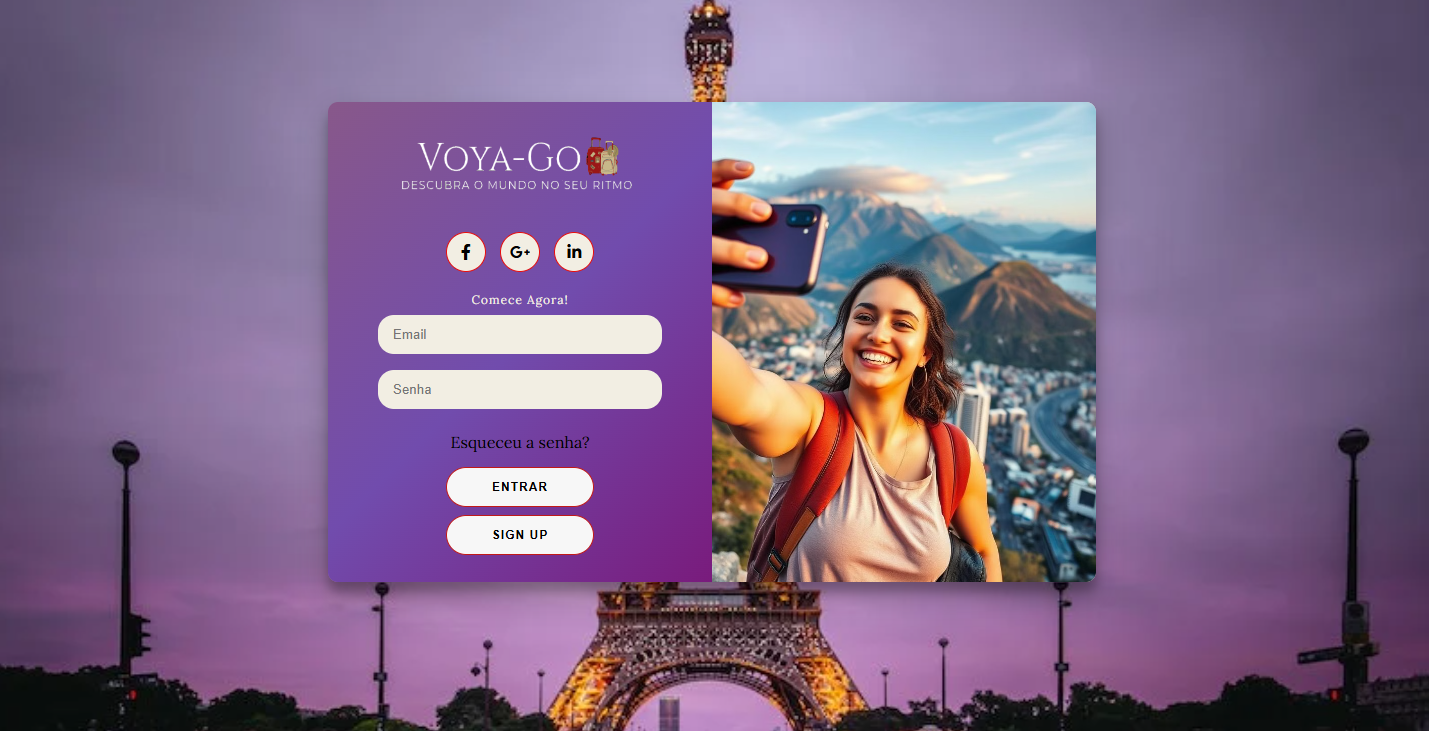 VOYA-GO
DESCUBRA O MUNDO NO SEU RITMO
f G+ in
Comece Agora!
Email
Senha
Esqueceu a senha?
ENTRAR
SIGN UP